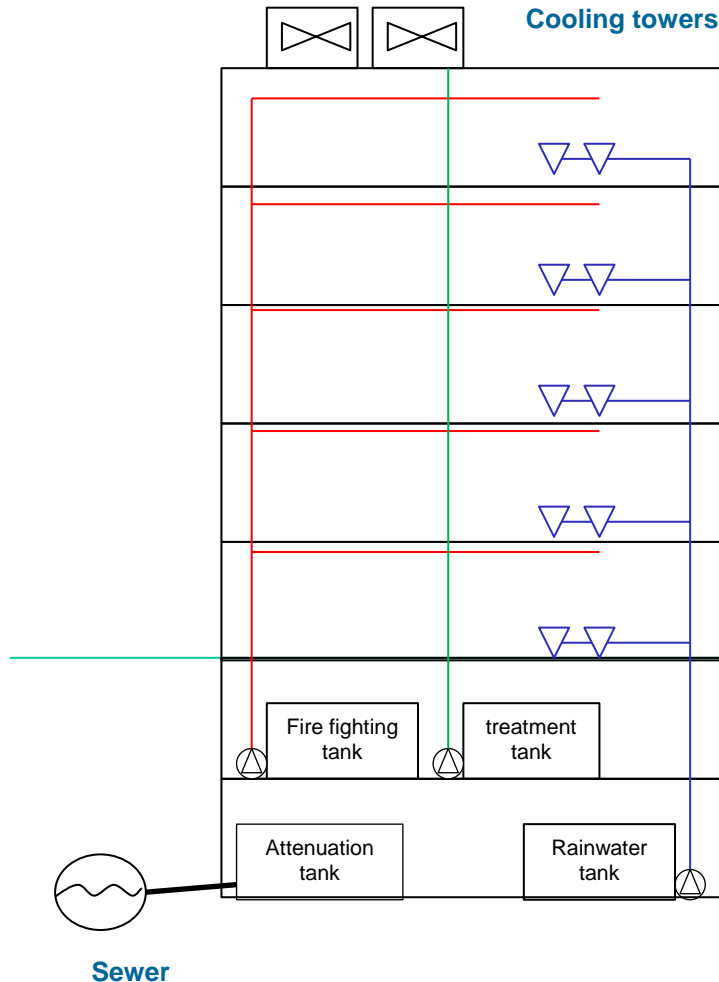 Cooling towers
Fire fighting
tank
treatment
tank
Attenuation
tank
Rainwater
tank
Sewer